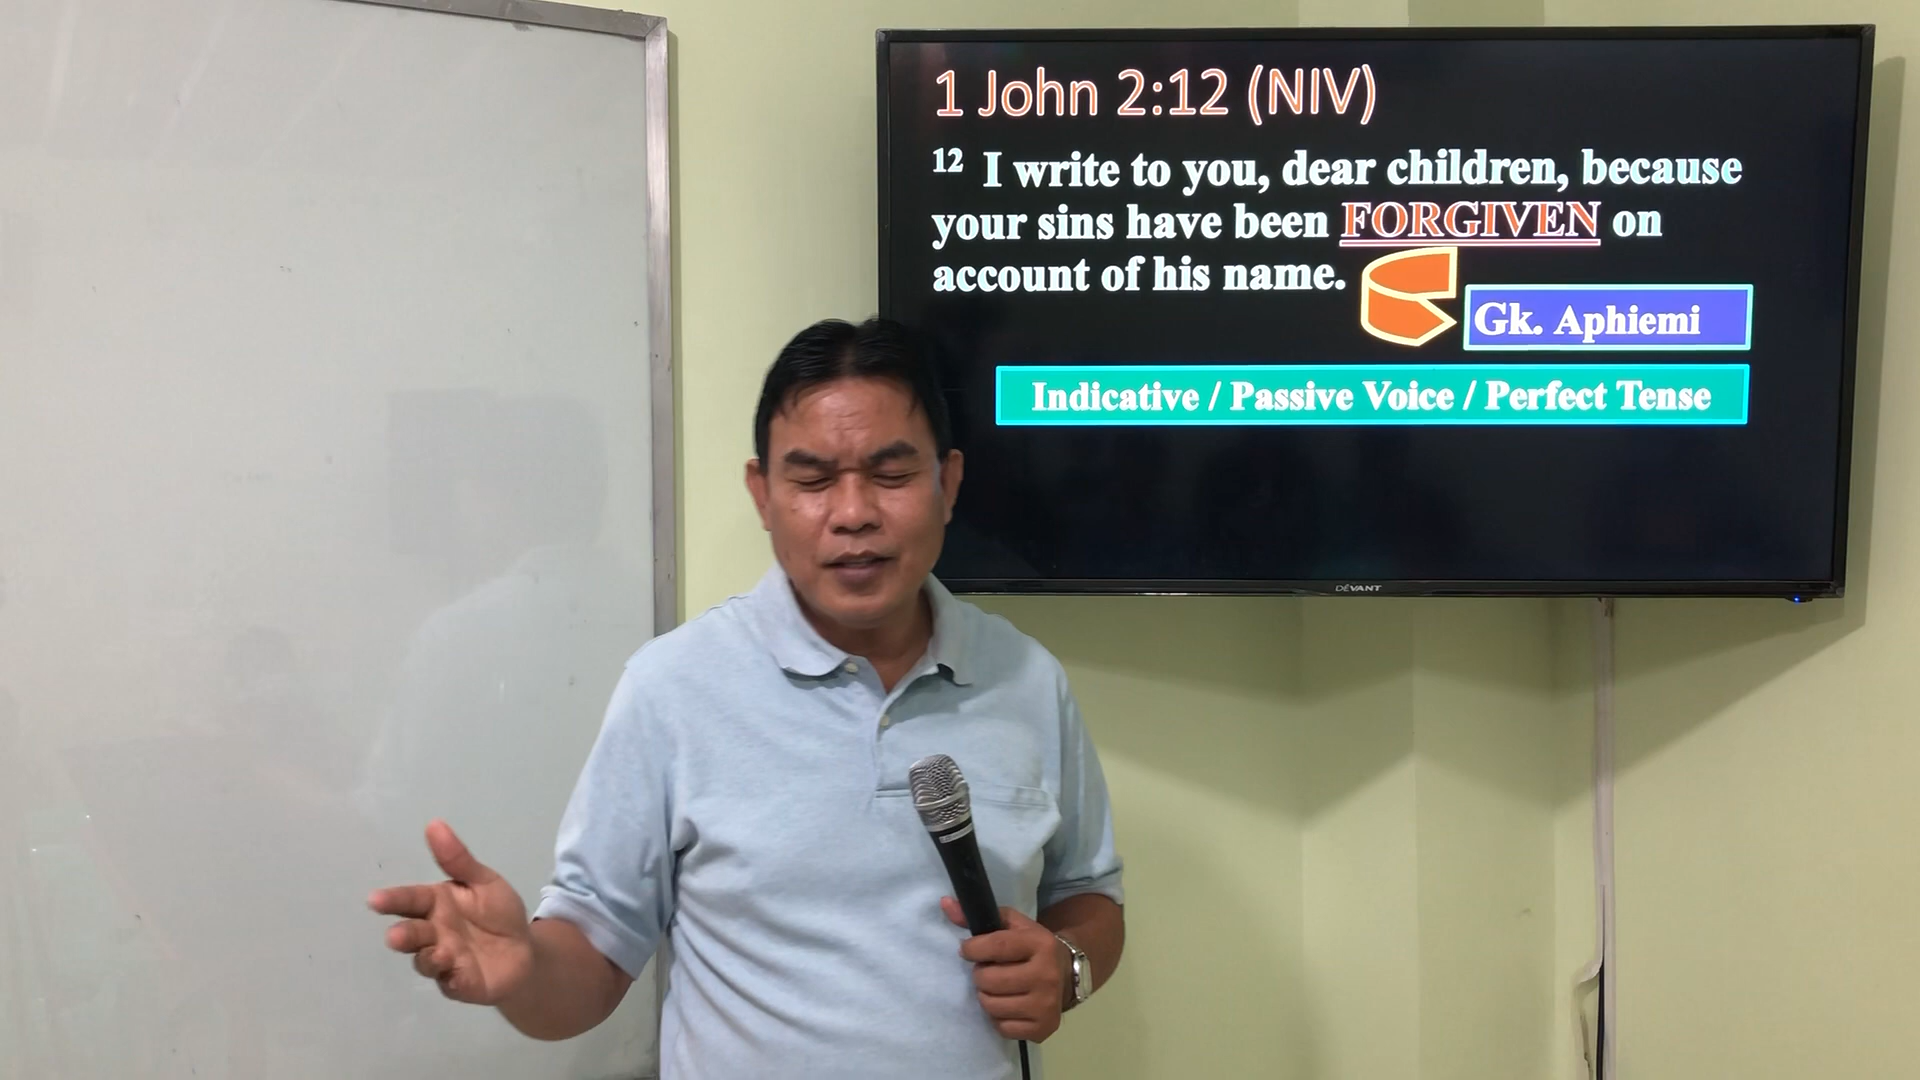 1 John 2:12 (NIV)
12 I write to you, dear children, because
your sins have been FORGIVEN on
account of his name.
Gk. Aphiemi
Indicative / Passive Voice / Perfect Tense
DEVANT